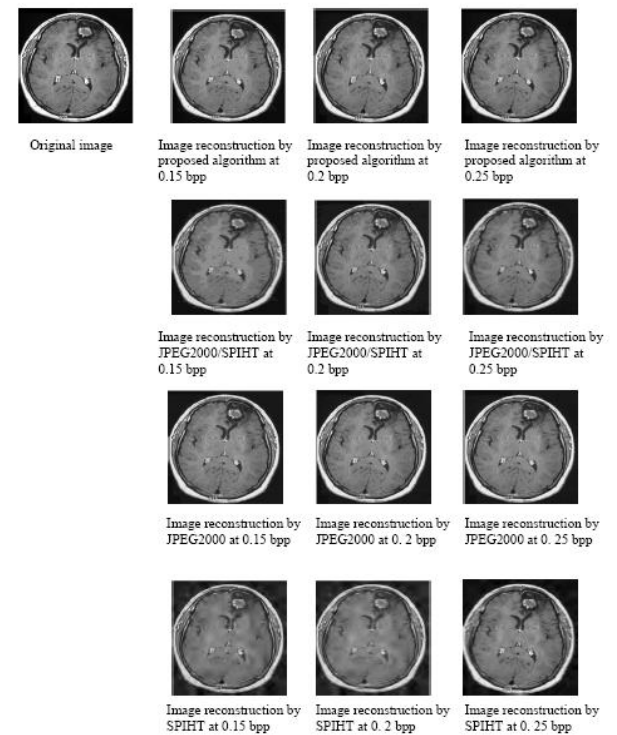 Original image
Image reconstruction by
proposed algorithm at
0.15 bpp
Image reconstruction by
proposed algorithm at
0.2 bpp
Image reconstruction by
proposed algorithm at
0.25 bpp
Image reconstruction by
JPEG2000/SPIHT at
0.15 bpp
Image reconstruction by
JPEG2000/SPIHT at
0.2 bpp
Image reconstruction by
JPEG2000/SPIHT at
0.25 bpp
Image reconstruction by
JPEG2000 at 0.15 bpp
Image reconstruction by
JPEG2000 at 0. 2 bpp
Image reconstruction by
JPEG2000 at 0. 25 bpp
Image reconstruction by
SPIHT at 0.15 bpp
Image reconstruction by
SPIHT at 0. 2 bpp
Image reconstruction by
SPIHT at 0. 25 bpp